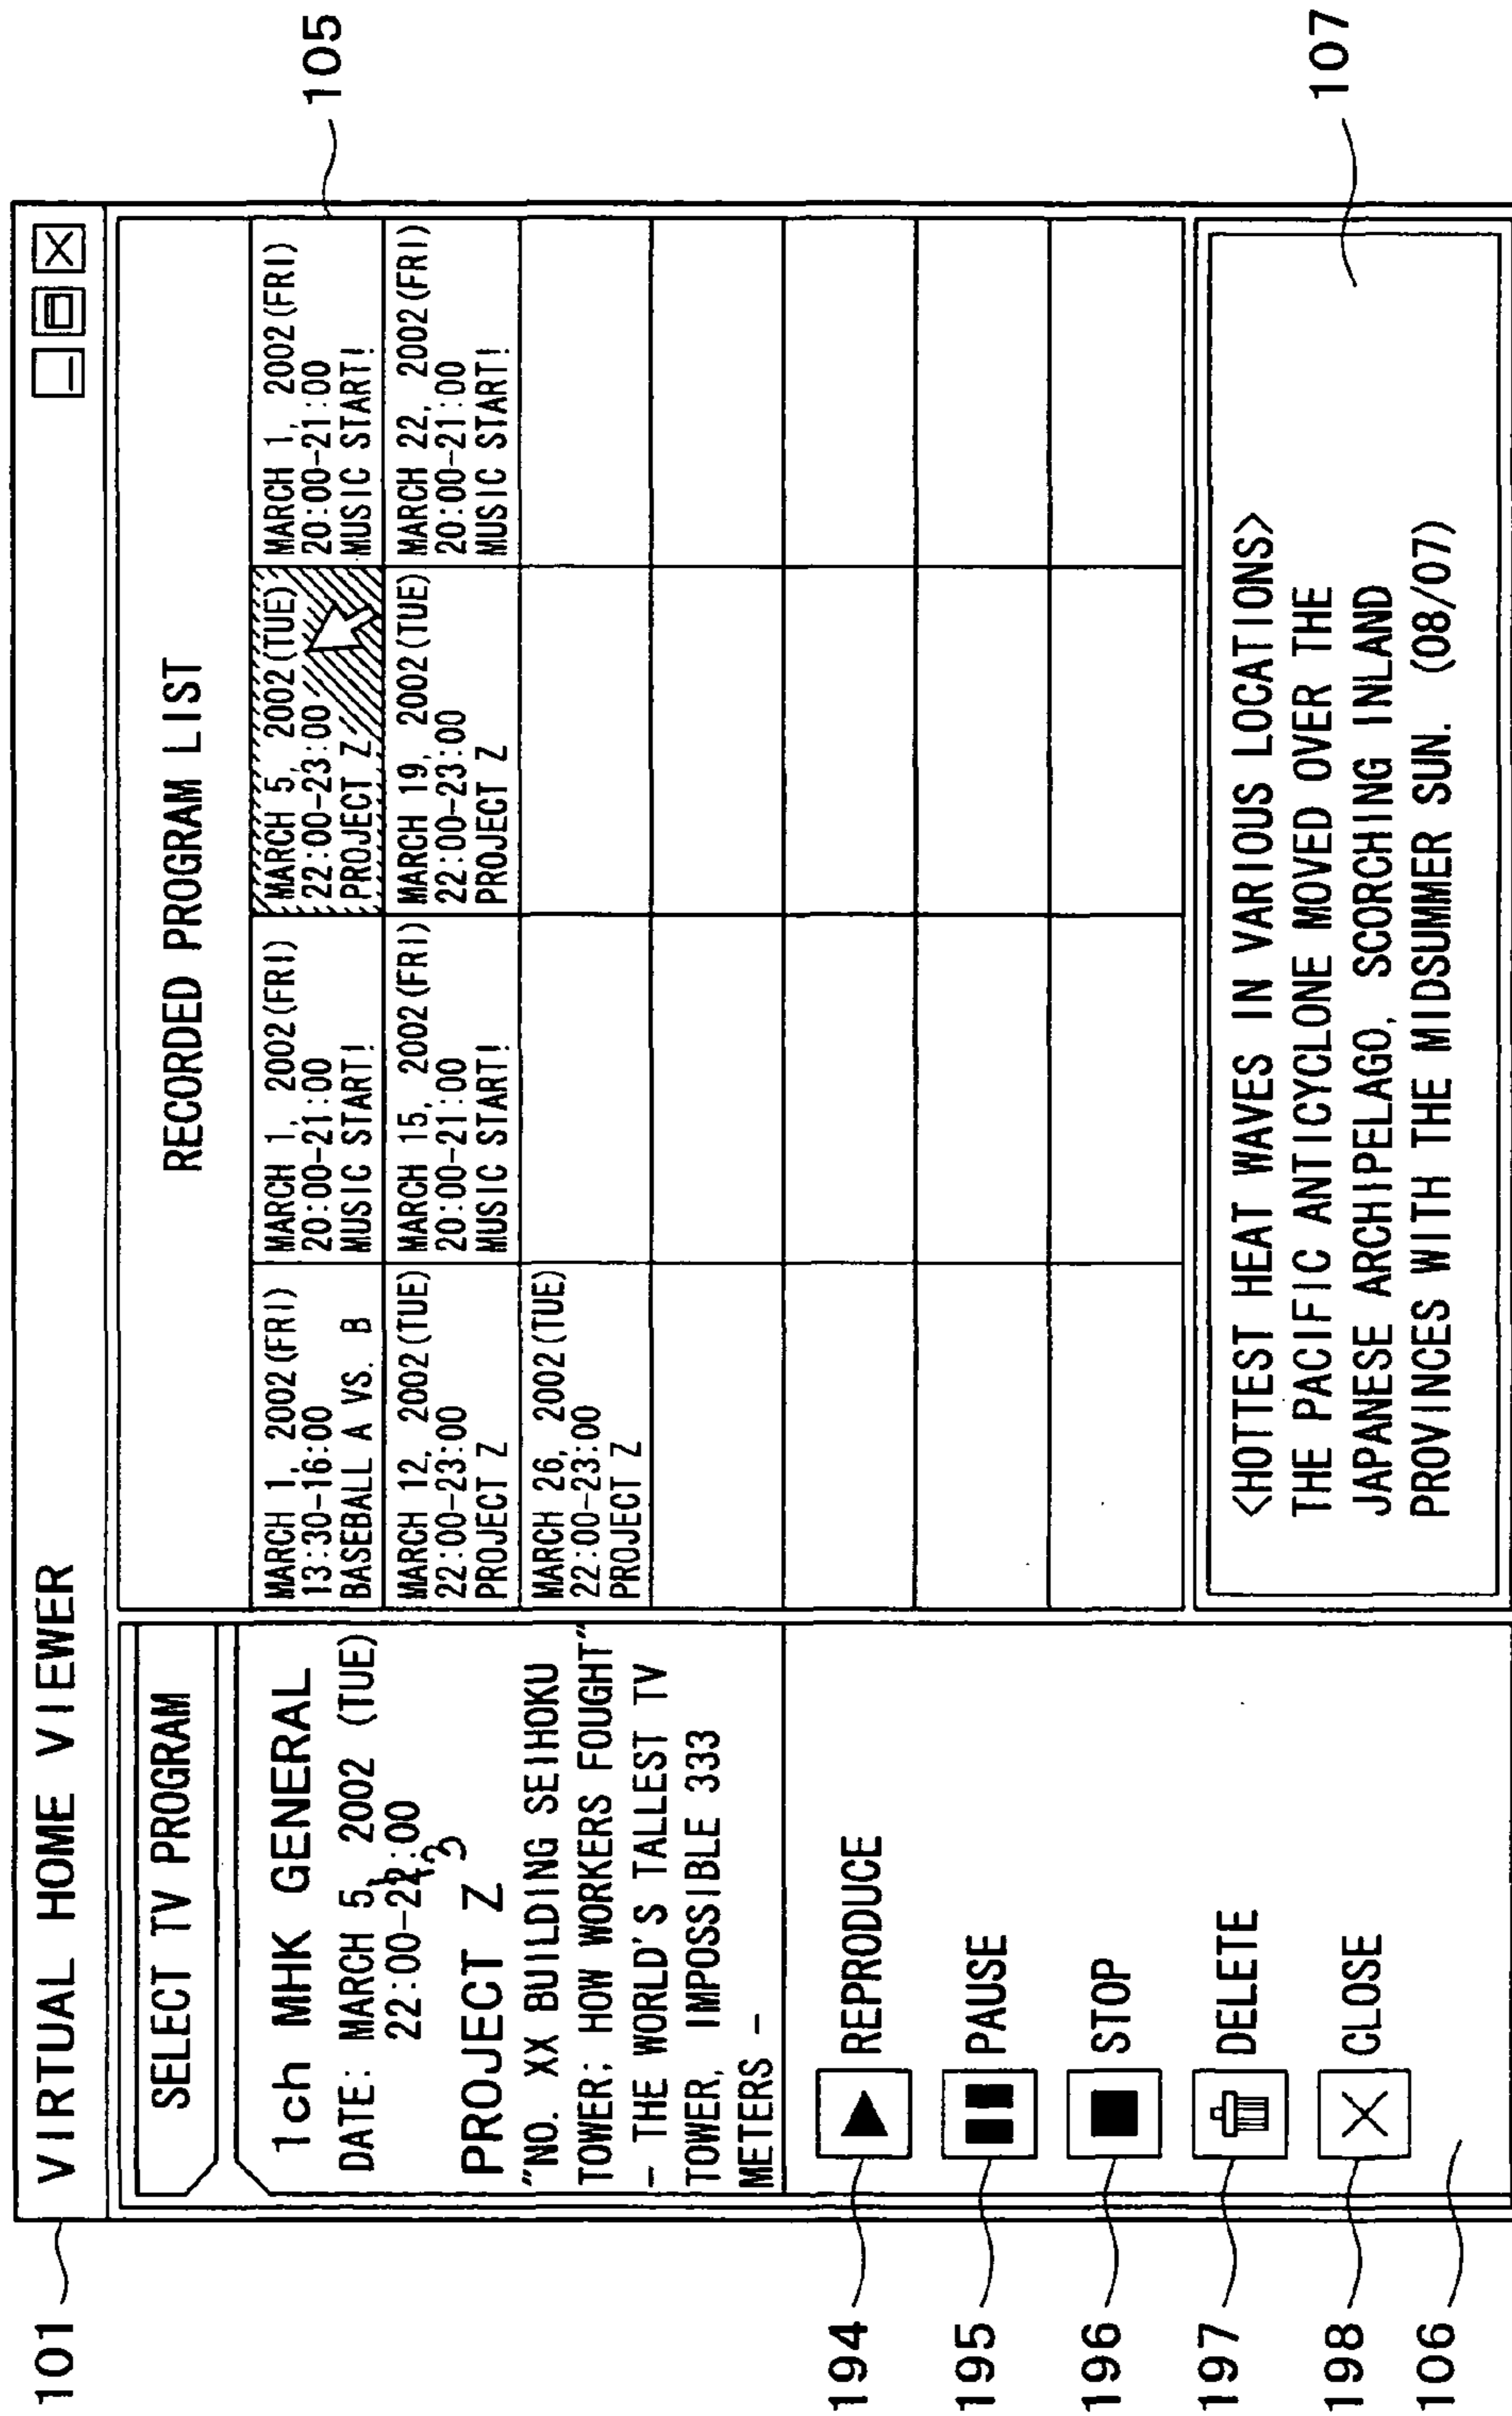 101
VIRTUAL HOME VIEWER
SELECT TV PROGRAM
1ch MHK GENERAL
DATE: MARCH 5, 2002 (TUE)
22:00-22:00
23
PROJECT Z
"NO. XX BUILDING SEIHOKU
TOWER; HOW WORKERS FOUGHT"
- THE WORLD'S TALLEST TV
TOWER, IMPOSSIBLE 333
METERS -
194
REPRODUCE
195
PAUSE
196
STOP
197
DELETE
198
CLOSE
106
RECORDED PROGRAM LIST
105
MARCH 1, 2002(FRI)
13:30-16:00
BASEBALL A VS. B
MARCH 1, 2002(FRI)
20:00-21:00
MUSIC START!
MARCH 5, 2002(TUE)
22:00-23:00
PROJECT Z
MARCH 1, 2002(FRI)
20:00-21:00
MUSIC START!
MARCH 12, 2002(TUE)
22:00-23:00
PROJECT Z
MARCH 15, 2002(FRI)
20:00-21:00
MUSIC START!
MARCH 19, 2002(TUE)
22:00-23:00
PROJECT Z
MARCH 22, 2002(FRI)
20:00-21:00
MUSIC START!
MARCH 26, 2002(TUE)
22:00-23:00
PROJECT Z
107
<HOTTEST HEAT WAVES IN VARIOUS LOCATIONS>
THE PACIFIC ANTICYCLONE MOVED OVER THE
JAPANESE ARCHIPELAGO, SCORCHING INLAND
PROVINCES WITH THE MIDSUMMER SUN. (08/07)